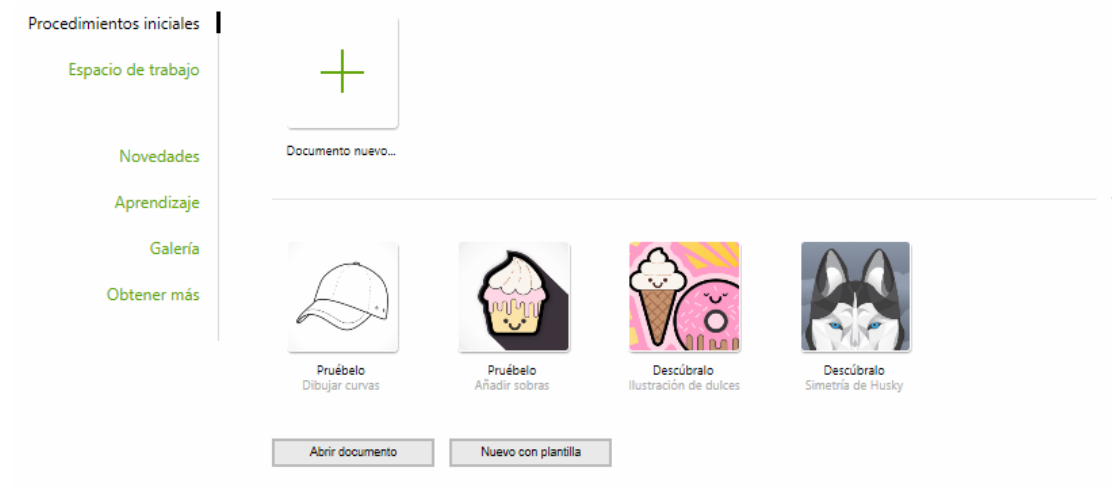 Procedimientos iniciales
Espacio de trabajo
Novedades
Aprendizaje
Galería
Obtener más
Documento nuevo...
Pruébelo
Dibujar curvas
Pruébelo
Añadir sobras
Descúbralo
Ilustración de dulces
Descúbralo
Simetría de Husky
Abrir documento
Nuevo con plantilla